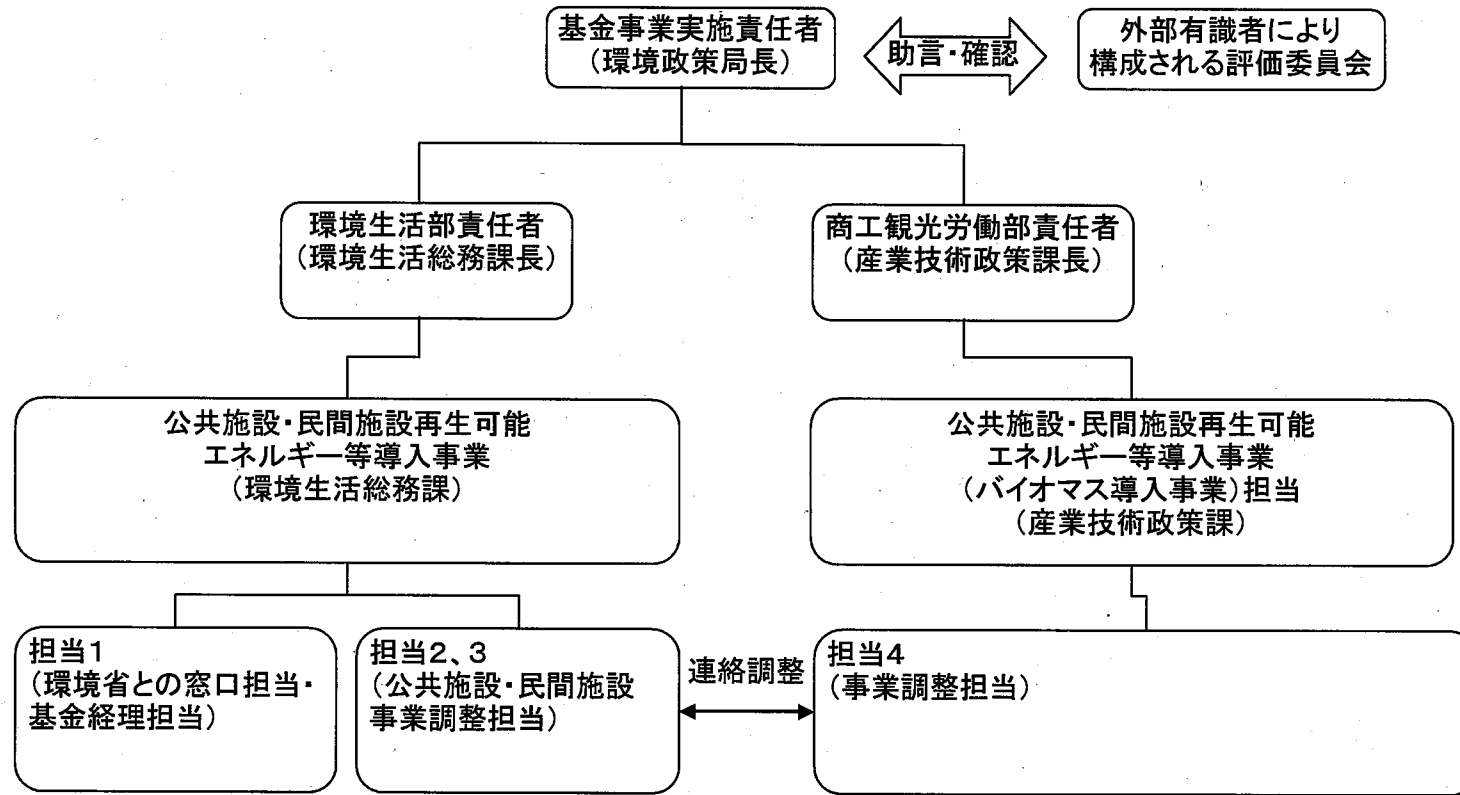 基金事業実施責任者
(環境政策局長)
助言・確認
外部有識者により
構成される評価委員会
環境生活部責任者
(環境生活総務課長)
商工観光労働部責任者
(産業技術政策課長)
公共施設・民間施設再生可能
エネルギー等導入事業
(環境生活総務課)
公共施設・民間施設再生可能
エネルギー等導入事業
(バイオマス導入事業)担当
(産業技術政策課)
担当1
(環境省との窓口担当・
基金経理担当)
担当2、3
(公共施設・民間施設
事業調整担当)
連絡調整
担当4
(事業調整担当)